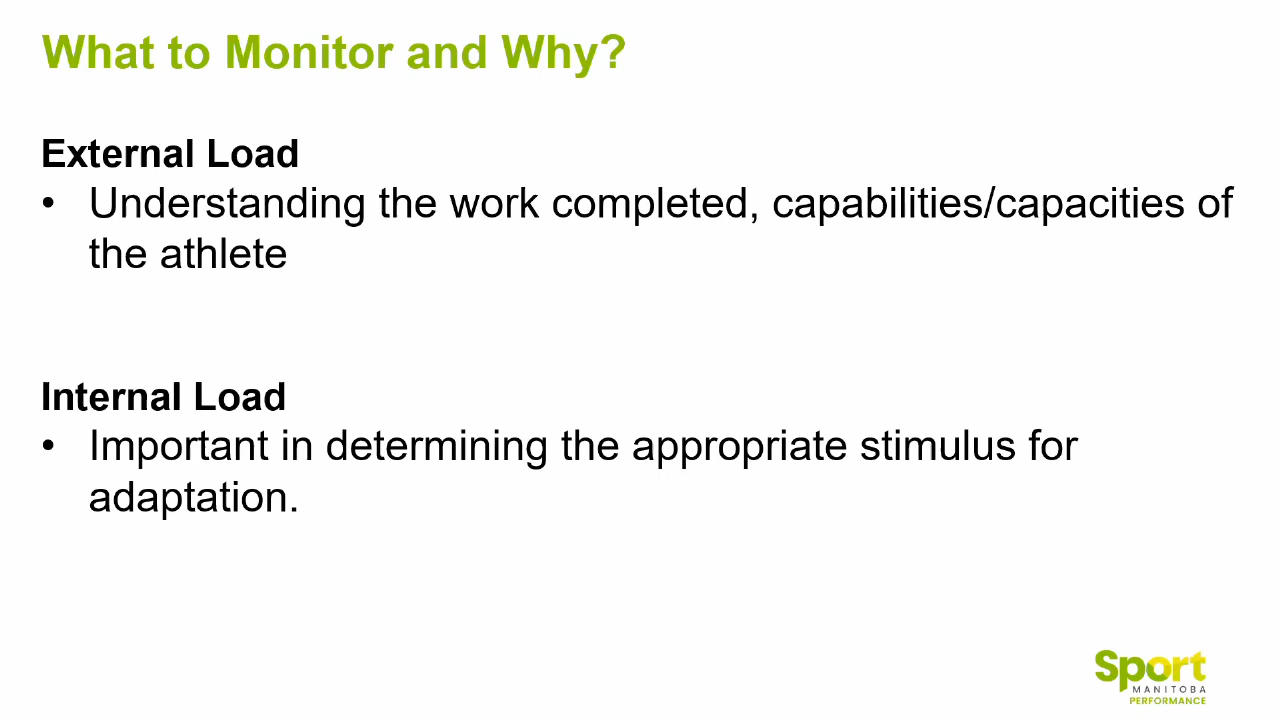 What to Monitor and Why?
External Load
• Understanding the work completed, capabilities/capacities of
the athlete
Internal Load
• Important in determining the appropriate stimulus for
adaptation.
Sport
MANITOBA
PERFORMANCE